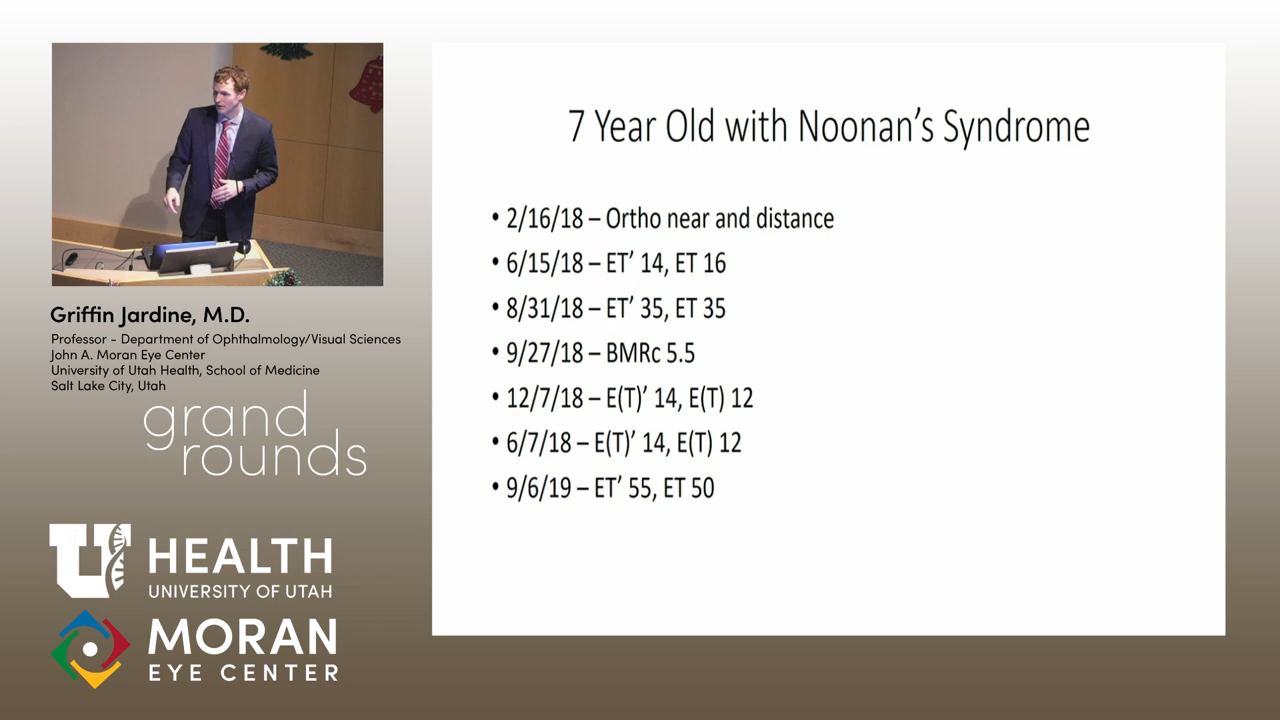 7 Year Old with Noonan's Syndrome
• 2/16/18 – Ortho near and distance
• 6/15/18 – ET' 14, ET 16
• 8/31/18 – ET' 35, ET 35
• 9/27/18 – BMRc 5.5
• 12/7/18 – E(T)' 14, E(T) 12
• 6/7/18 – E(T)' 14, E(T) 12
• 9/6/19 – ET' 55, ET 50
Griffin Jardine, M.D.
Professor - Department of Ophthalmology/Visual Sciences
John A. Moran Eye Center
University of Utah Health, School of Medicine
Salt Lake City, Utah
grand
rounds
U HEALTH
UNIVERSITY OF UTAH
MORAN
EYE CENTER